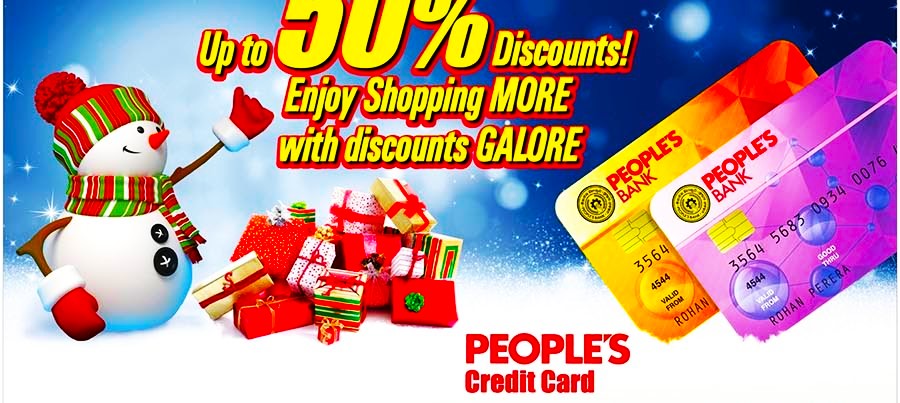 Up to 50% Discounts!
Enjoy Shopping MORE
with discounts GALORE
PEOPLE'S
BANK
3564
4544
VALID
FROM
ROHAN
PEOPLE'S
BANK
3564 5683 0934 0076 4
4544
VALID
FROM
GOOD
THRU
ROHAN PERERA
PEOPLE'S
Credit Card